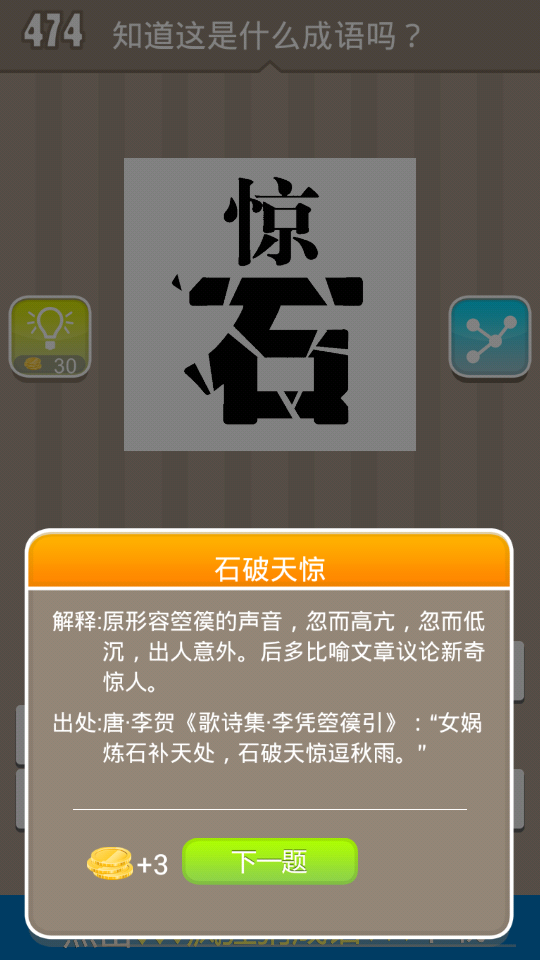 474 知道这是什么成语吗？
惊
石
30
石破天惊
解释:原形容箜篌的声音，忽而高亢，忽而低
沉，出人意外。后多比喻文章议论新奇
惊人。
出处:唐·李贺《歌诗集·李凭箜篌引》：“女娲
炼石补天处，石破天惊逗秋雨。”
+3 下一题